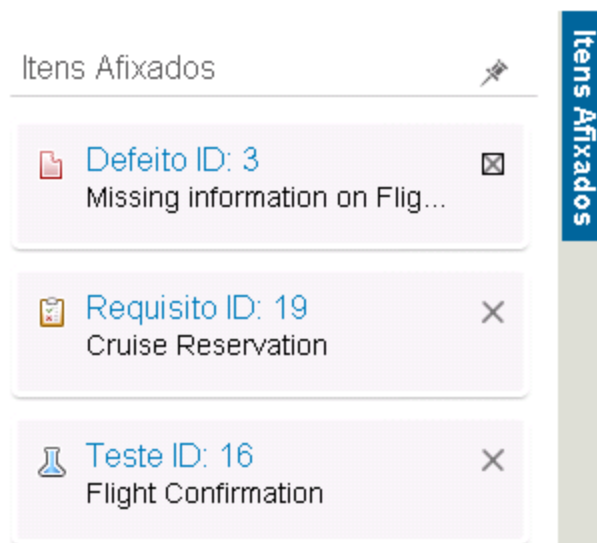 Itens Afixados
Defeito ID: 3
Missing information on Flig...
Requisito ID: 19
Cruise Reservation
Teste ID: 16
Flight Confirmation
Itens Afixados